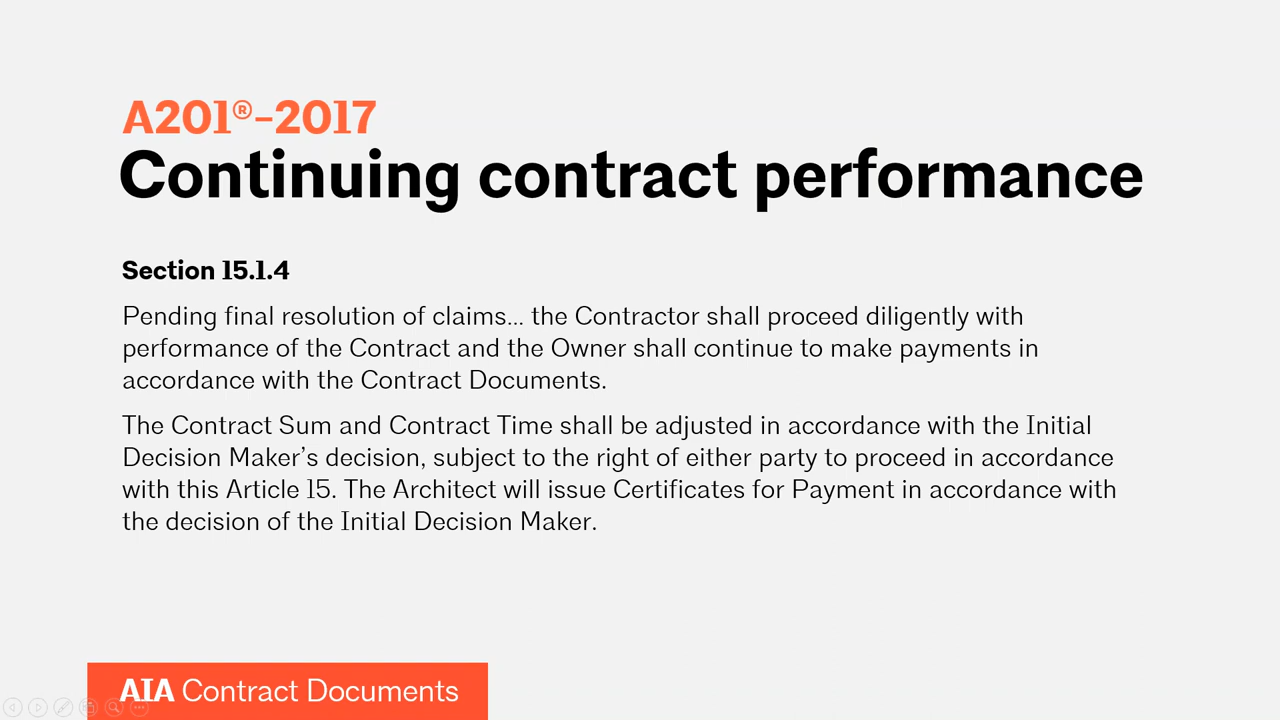 A201®-2017
Continuing contract performance
Section 15.1.4
Pending final resolution of claims... the Contractor shall proceed diligently with
performance of the Contract and the Owner shall continue to make payments in
accordance with the Contract Documents.
The Contract Sum and Contract Time shall be adjusted in accordance with the Initial
Decision Maker’s decision, subject to the right of either party to proceed in accordance
with this Article 15. The Architect will issue Certificates for Payment in accordance with
the decision of the Initial Decision Maker.
AIA Contract Documents